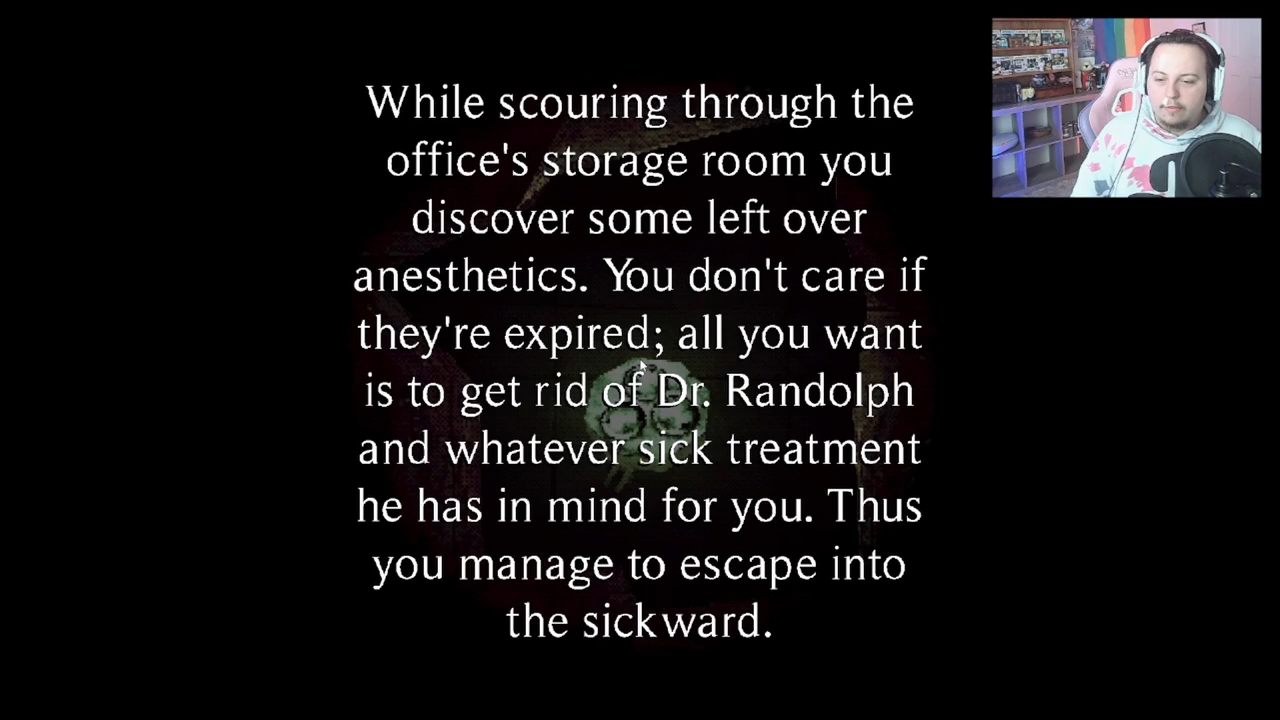 While scouring through the
office's storage room you
discover some left over
anesthetics. You don't care if
they're expired; all you want
is to get rid of Dr. Randolph
and whatever sick treatment
he has in mind for you. Thus
you manage to escape into
the sickward.